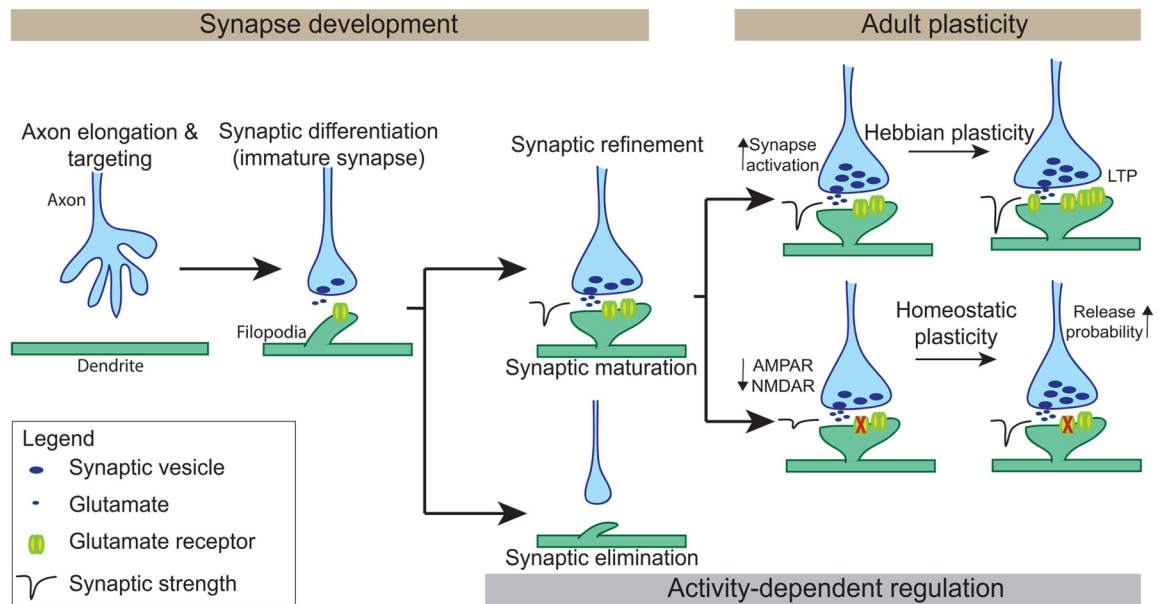 Synapse development
Adult plasticity
Axon elongation &
targeting
Axon
Dendrite
Synaptic differentiation
(immature synapse)
Filopodia
Synaptic refinement
Synaptic maturation
Synaptic elimination
Synapse
activation
Hebbian plasticity
LTP
AMPAR
NMDAR
Homeostatic
plasticity
Release
probability
Legend
Synaptic vesicle
Glutamate
Glutamate receptor
Synaptic strength
Activity-dependent regulation